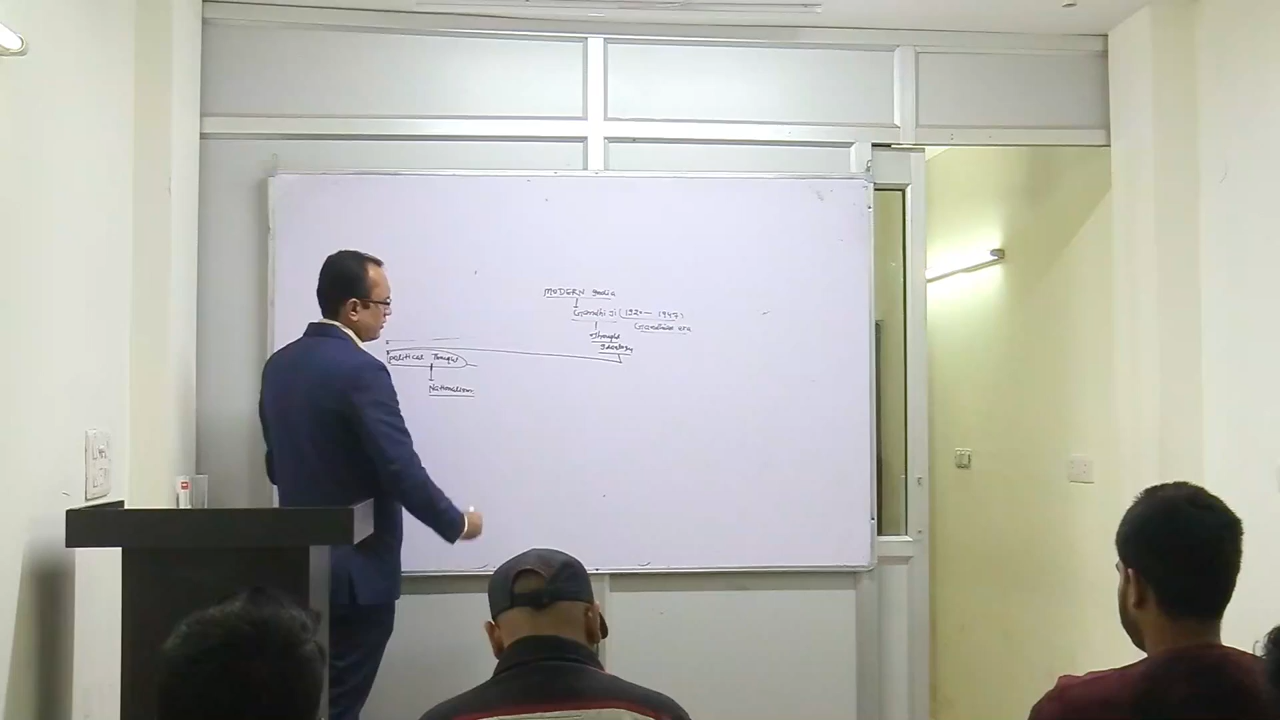 MODERN India
Gandhi Ji (1920 - 1947)
Gandhian era
Thought
Ideology
Political Thought
Nationalism